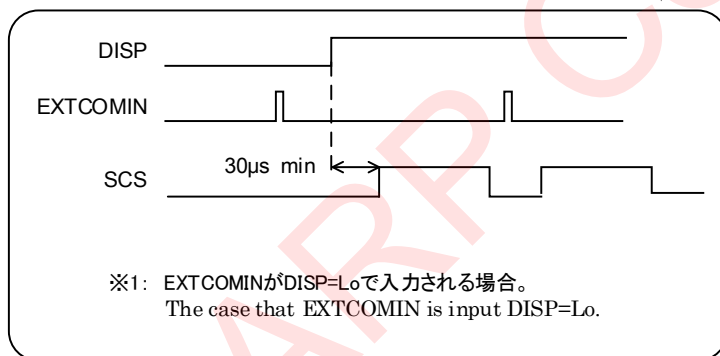 DISP
EXTCOMIN
30µs min
SCS
※1: EXTCOMINがDISP=Loで入力される場合。
The case that EXTCOMIN is input DISP=Lo.